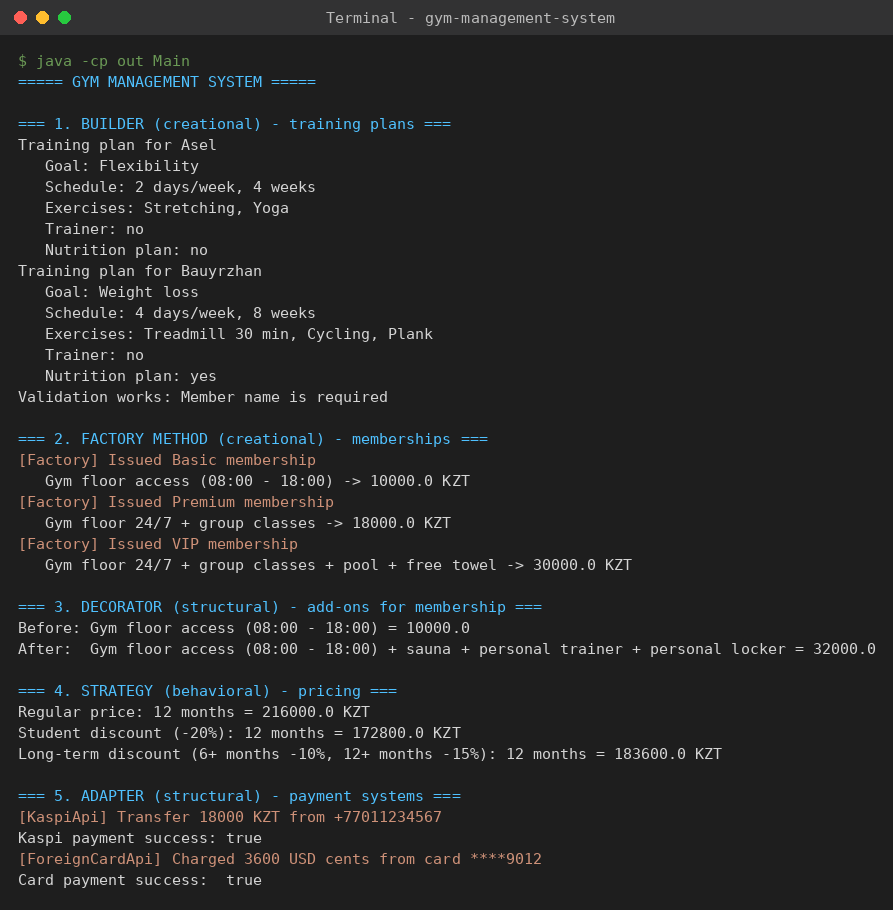 Terminal - gym-management-system
$ java -cp out Main
===== GYM MANAGEMENT SYSTEM =====
=== 1. BUILDER (creational) - training plans ===
Training plan for Asel
   Goal: Flexibility
   Schedule: 2 days/week, 4 weeks
   Exercises: Stretching, Yoga
   Trainer: no
   Nutrition plan: no
Training plan for Bauyrzhan
   Goal: Weight loss
   Schedule: 4 days/week, 8 weeks
   Exercises: Treadmill 30 min, Cycling, Plank
   Trainer: no
   Nutrition plan: yes
Validation works: Member name is required
=== 2. FACTORY METHOD (creational) - memberships ===
[Factory] Issued Basic membership
   Gym floor access (08:00 - 18:00) -> 10000.0 KZT
[Factory] Issued Premium membership
   Gym floor 24/7 + group classes -> 18000.0 KZT
[Factory] Issued VIP membership
   Gym floor 24/7 + group classes + pool + free towel -> 30000.0 KZT
=== 3. DECORATOR (structural) - add-ons for membership ===
Before: Gym floor access (08:00 - 18:00) = 10000.0
After:  Gym floor access (08:00 - 18:00) + sauna + personal trainer + personal locker = 32000.0
=== 4. STRATEGY (behavioral) - pricing ===
Regular price: 12 months = 216000.0 KZT
Student discount (-20%): 12 months = 172800.0 KZT
Long-term discount (6+ months -10%, 12+ months -15%): 12 months = 183600.0 KZT
=== 5. ADAPTER (structural) - payment systems ===
[KaspiApi] Transfer 18000 KZT from +77011234567
Kaspi payment success: true
[ForeignCardApi] Charged 3600 USD cents from card ****9012
Card payment success:  true